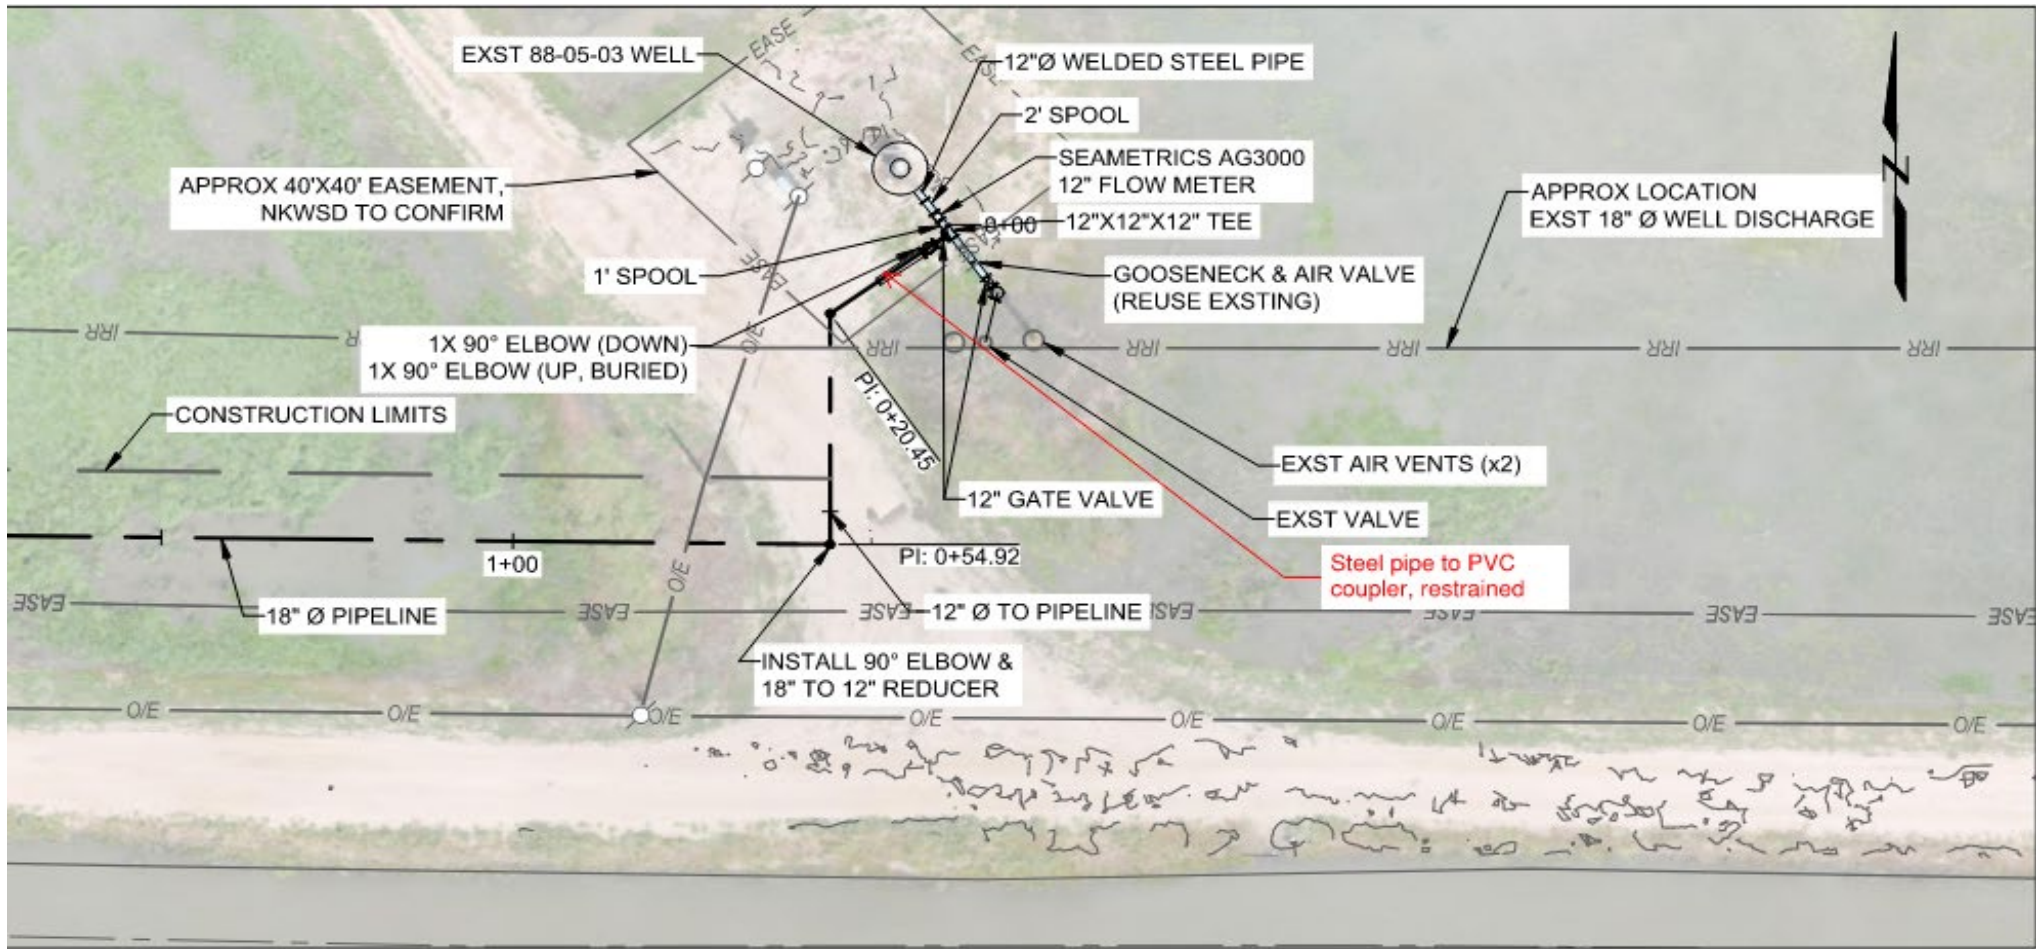 EASE
EASE
EXST 88-05-03 WELL
12"Ø WELDED STEEL PIPE
2' SPOOL
SEAMETRICS AG3000
12" FLOW METER
APPROX 40'X40' EASEMENT,
NKWSD TO CONFIRM
APPROX LOCATION
EXST 18" Ø WELL DISCHARGE
N
0+00
12"X12"X12" TEE
EASE
EASE
1' SPOOL
GOOSENECK & AIR VALVE
(REUSE EXSTING)
IRR
1X 90° ELBOW (DOWN)
1X 90° ELBOW (UP, BURIED)
O/E
IRR
IRR
IRR
IRR
IRR
PI: 0+20.45
CONSTRUCTION LIMITS
EXST AIR VENTS (x2)
12" GATE VALVE
EXST VALVE
1+00
PI: 0+54.92
Steel pipe to PVC
coupler, restrained
O/E
EASE
18" Ø PIPELINE
EASE
EASE
12" Ø TO PIPELINE
EASE
EASE
EASE
EASE
INSTALL 90° ELBOW &
18" TO 12" REDUCER
O/E
O/E
O/E
O/E
O/E
O/E
O/E
O/E